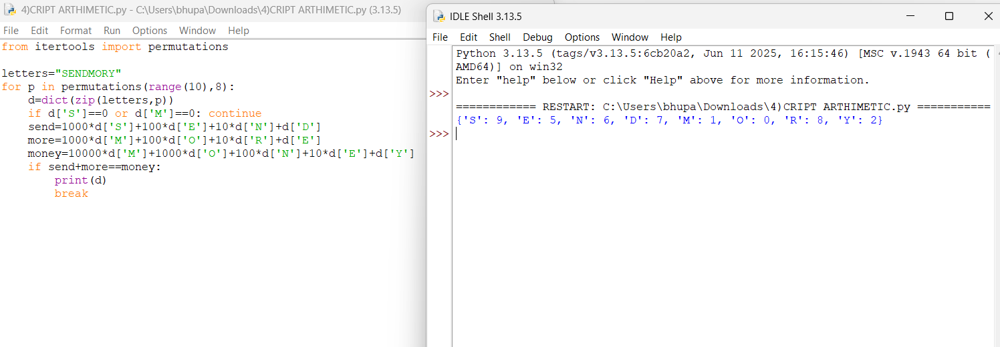 4)CRIPT ARTHIMETIC.py - C:\Users\bhupa\Downloads\4)CRIPT ARTHIMETIC.py (3.13.5)
File Edit Format Run Options Window Help
from itertools import permutations
letters="SENDMORY"
for p in permutations(range(10),8):
    d=dict(zip(letters,p))
    if d['S']==0 or d['M']==0: continue
    send=1000*d['S']+100*d['E']+10*d['N']+d['D']
    more=1000*d['M']+100*d['O']+10*d['R']+d['E']
    money=10000*d['M']+1000*d['O']+100*d['N']+10*d['E']+d['Y']
    if send+more==money:
        print(d)
        break
IDLE Shell 3.13.5
File Edit Shell Debug Options Window Help
Python 3.13.5 (tags/v3.13.5:6cb20a2, Jun 11 2025, 16:15:46) [MSC v.1943 64 bit (
AMD64)] on win32
Enter "help" below or click "Help" above for more information.
>>>
============ RESTART: C:\Users\bhupa\Downloads\4)CRIPT ARTHIMETIC.py ===========
{'S': 9, 'E': 5, 'N': 6, 'D': 7, 'M': 1, 'O': 0, 'R': 8, 'Y': 2}
>>>